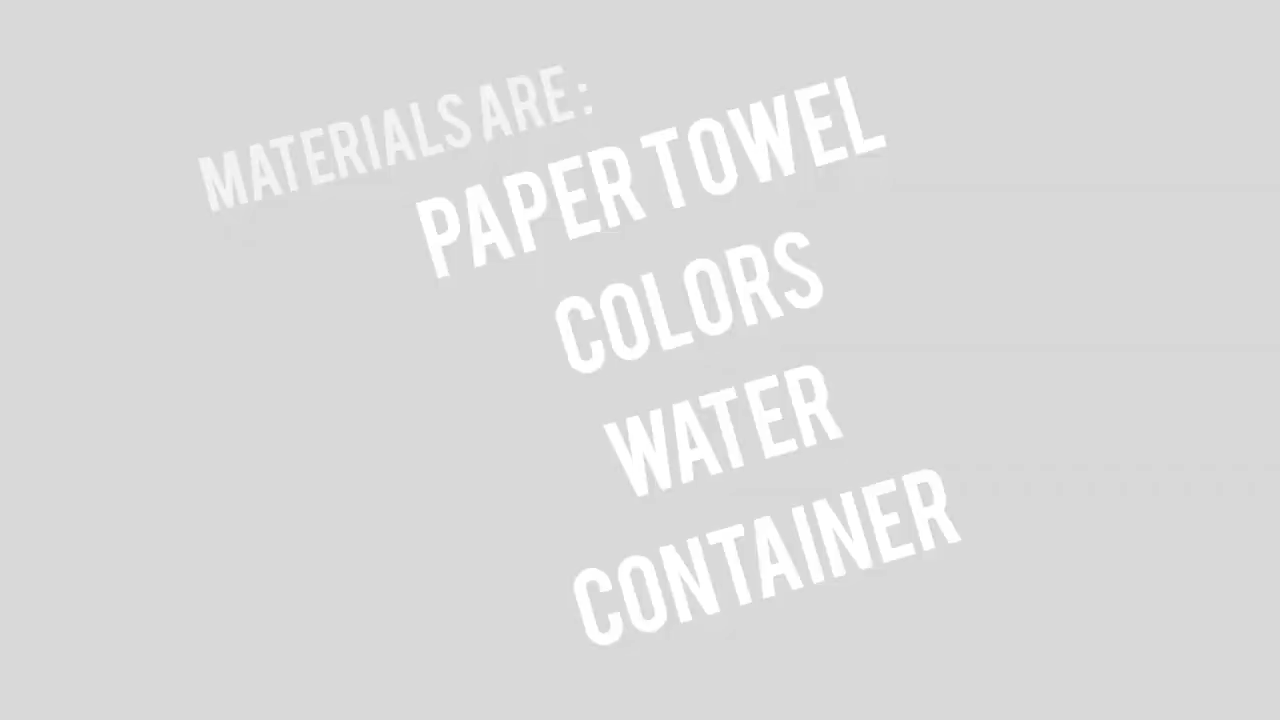 MATERIALS ARE :
PAPER TOWEL
COLORS
WATER
CONTAINER